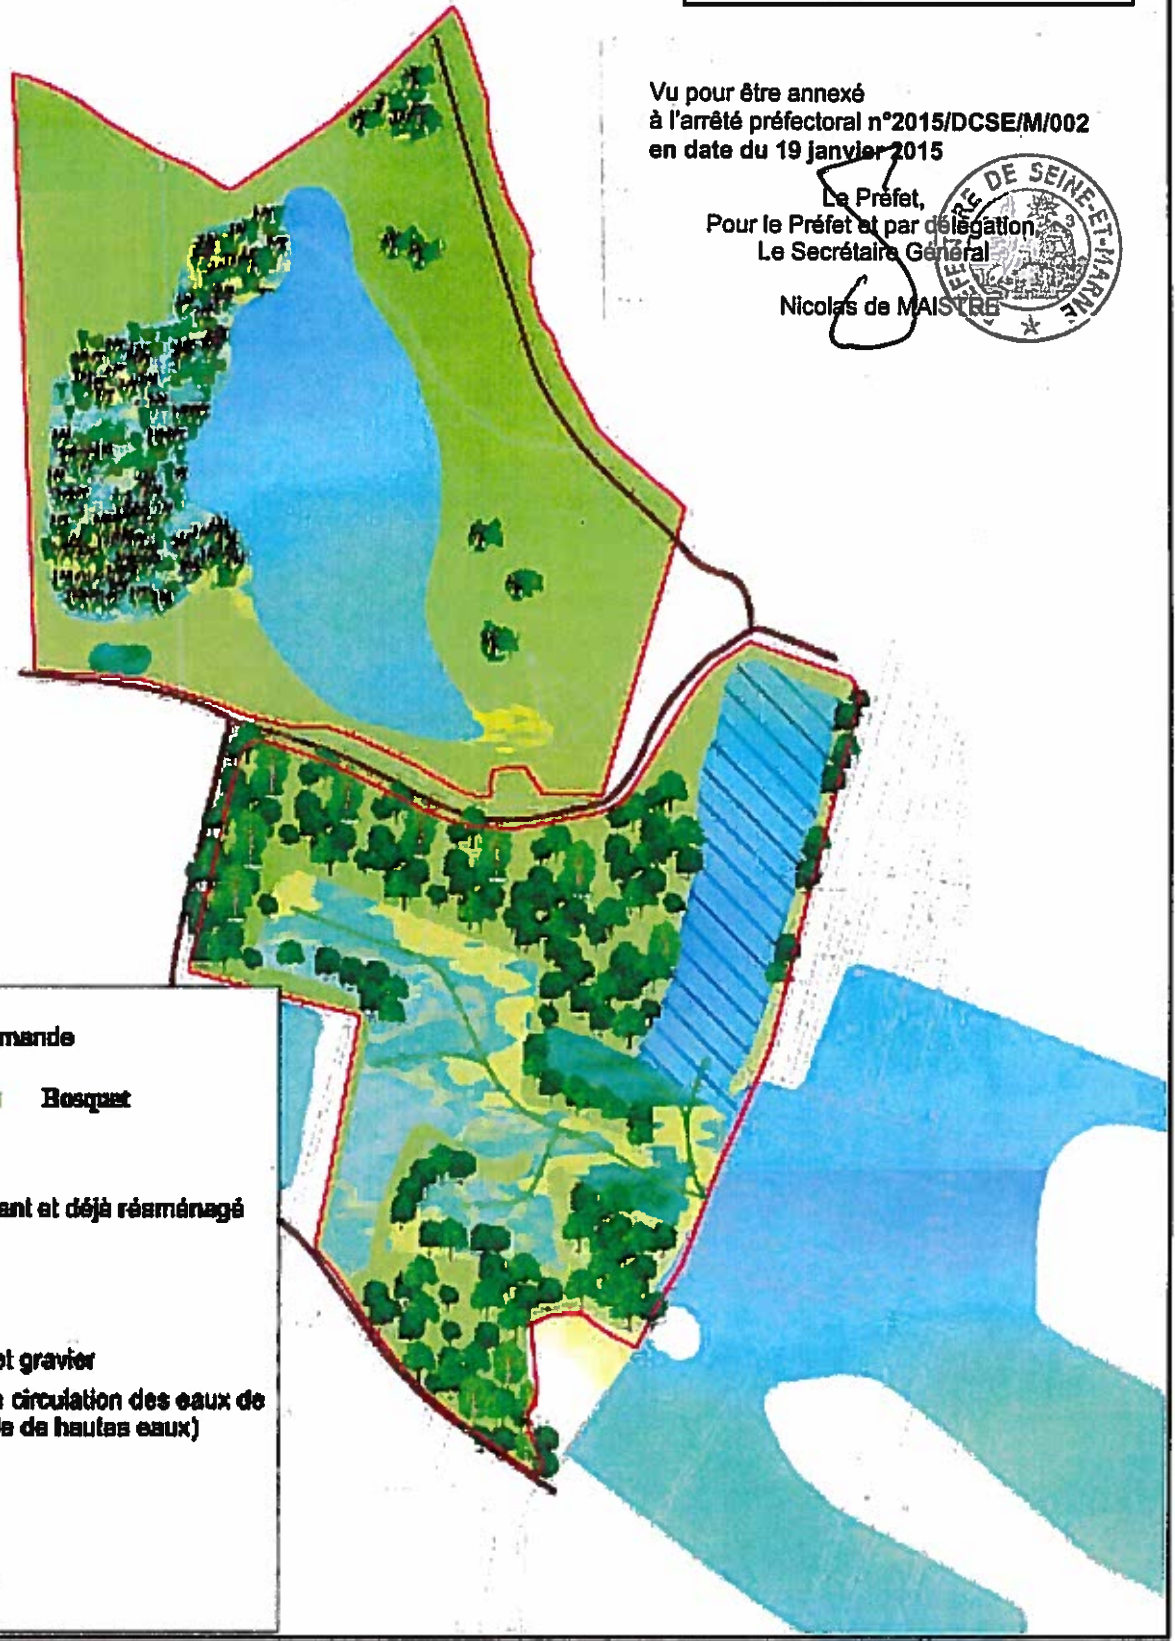 Vu pour être annexé
à l'arrêté préfectoral n°2015/DCSE/M/002
en date du 19 janvier 2015
Le Préfet,
Pour le Préfet et par délégation
Le Secrétaire Général
Nicolas de MAISTRE
PREFECTURE DE SEINE-ET-MARNE
mande
Bosquet
ant et déjà réaménagé
et gravier
e circulation des eaux de
le de hautes eaux)